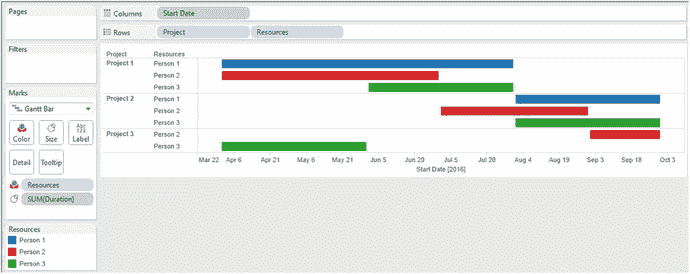 Pages
Columns Start Date
Rows Project Resources
Filters
Project Resources
Project 1 Person 1
Person 2
Person 3
Project 2 Person 1
Person 2
Person 3
Project 3 Person 2
Person 3
Mar 22 Apr 6 Apr 21 May 6 May 21 Jun 5 Jun 20 Jul 5 Jul 20 Aug 4 Aug 19 Sep 3 Sep 18 Oct 3
Start Date [2016]
Marks
Gantt Bar
Abc
123
Color Size Label
Detail Tooltip
Resources
SUM(Duration)
Resources
Person 1
Person 2
Person 3